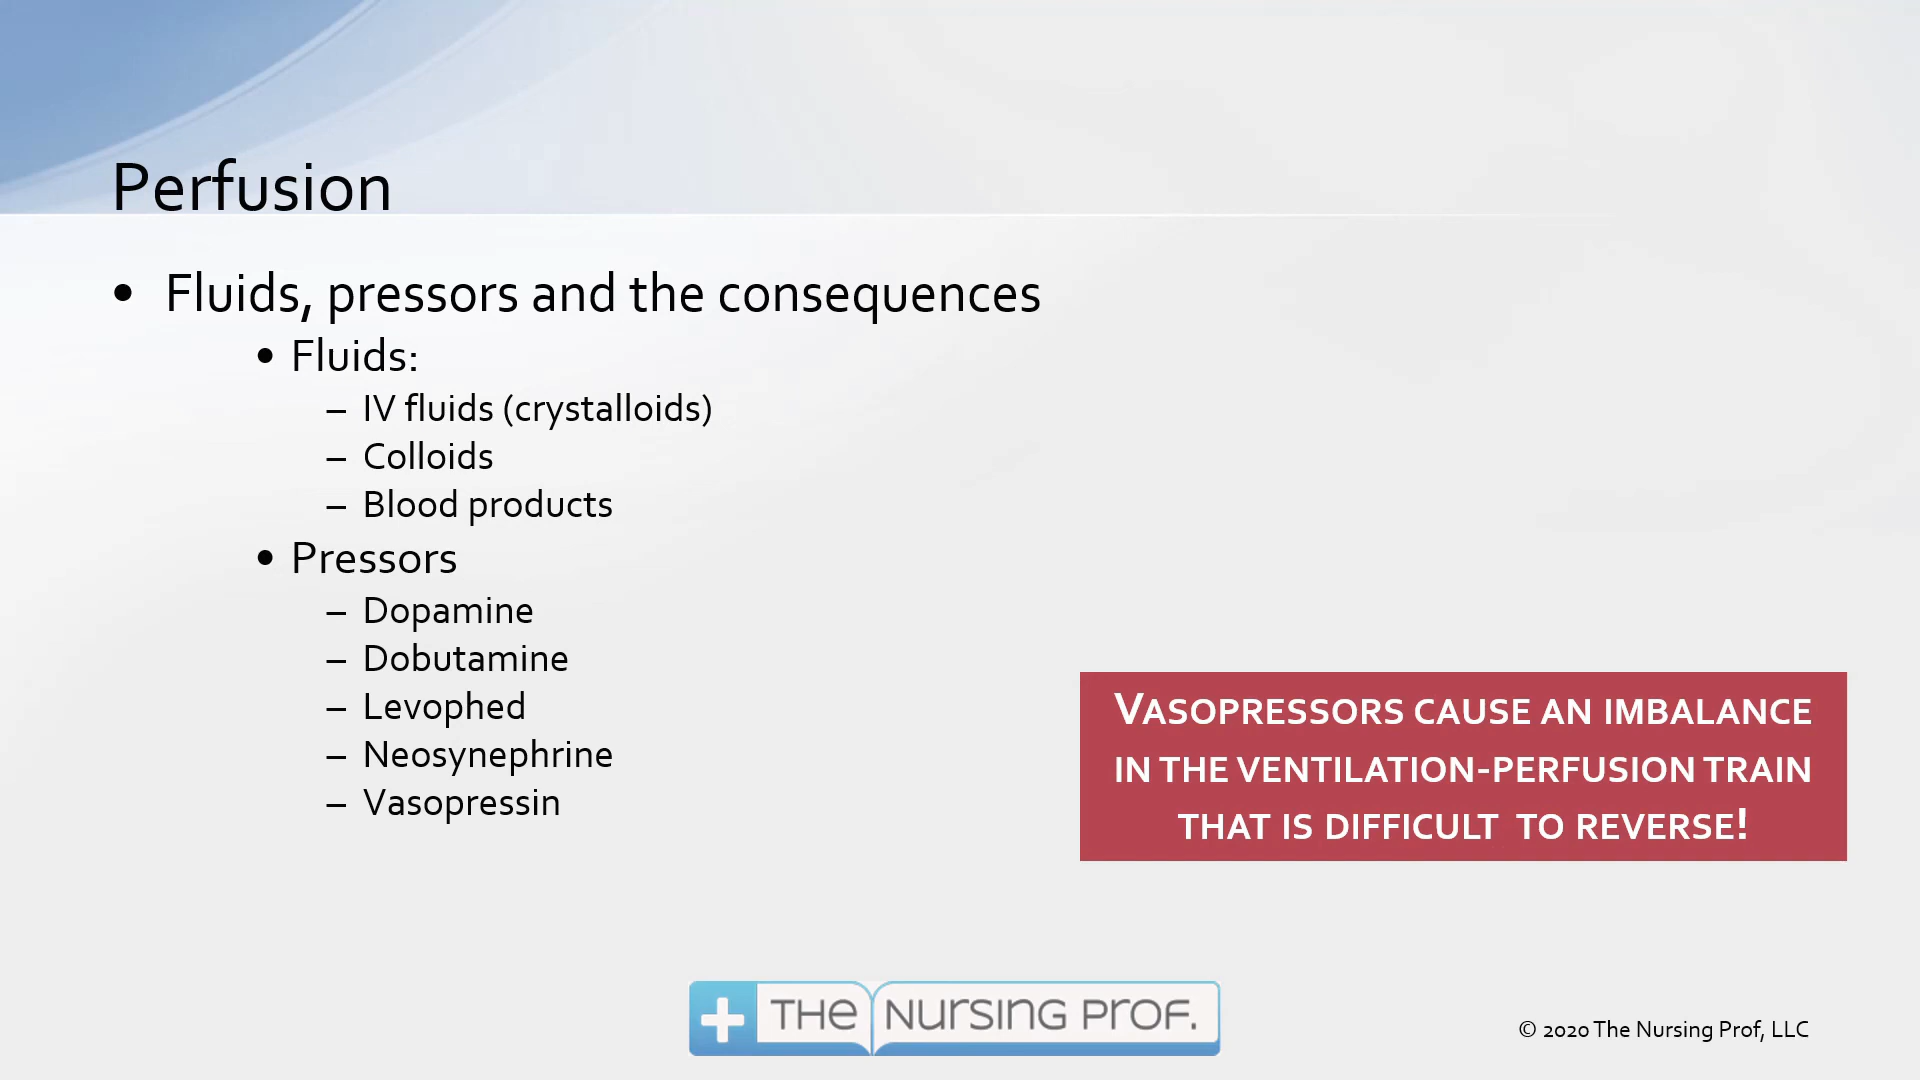 Perfusion
• Fluids, pressors and the consequences
• Fluids:
– IV fluids (crystalloids)
– Colloids
– Blood products
• Pressors
– Dopamine
– Dobutamine
– Levophed
– Neosynephrine
– Vasopressin
VASOPRESSORS CAUSE AN IMBALANCE
IN THE VENTILATION-PERFUSION TRAIN
THAT IS DIFFICULT TO REVERSE!
THE NURSING PROF.
© 2020 The Nursing Prof, LLC